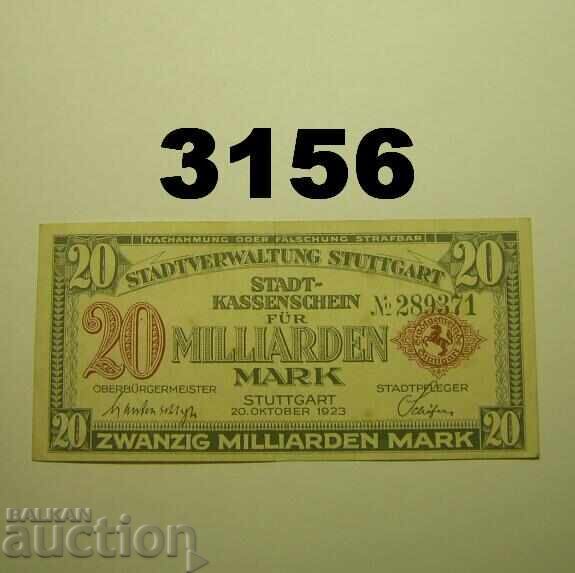 3156
NACHAHMUNG ODER FÄLSCHUNG STRAFBAR
20 20
STADTVERWALTUNG STUTTGART
STADT-
KASSENSCHEIN
FÜR
№ 289371
20 MILLIARDEN
MARK
OBERBÜRGERMEISTER
STADTPFLEGER
STUTTGART
20. OKTOBER 1923
20 ZWANZIG MILLIARDEN MARK 20
BALKAN
auction